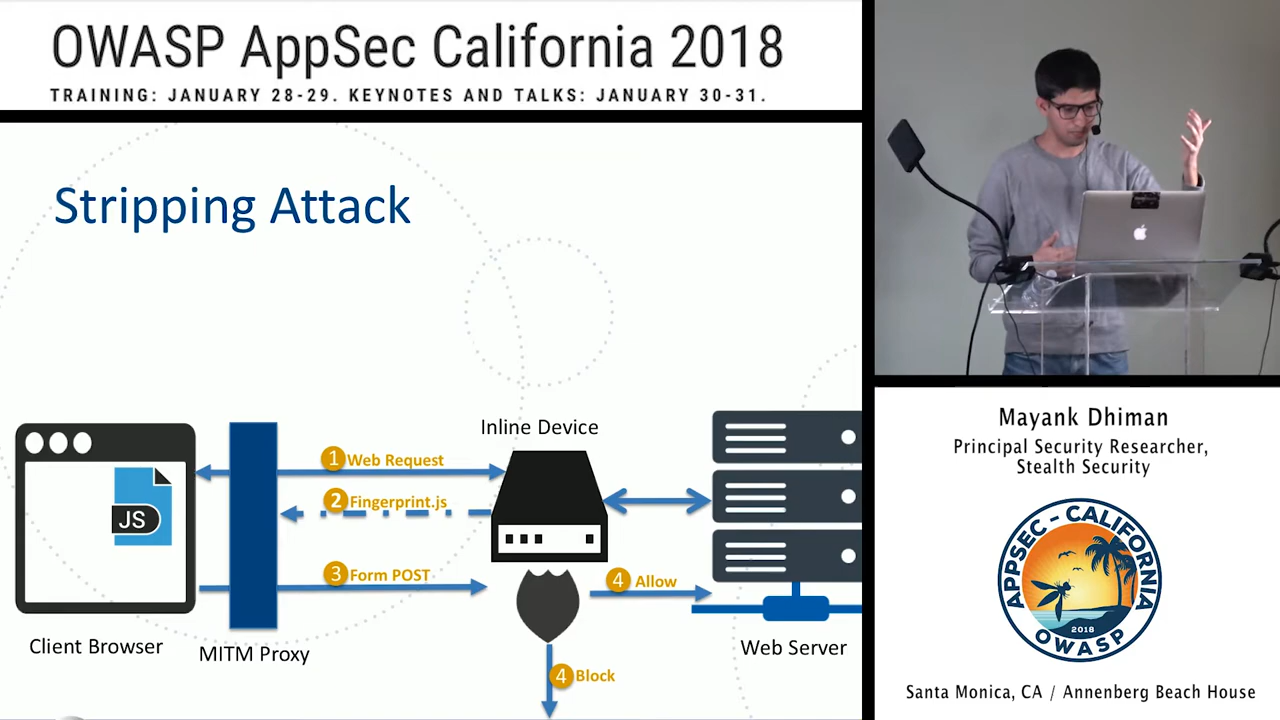 OWASP AppSec California 2018
TRAINING: JANUARY 28-29. KEYNOTES AND TALKS: JANUARY 30-31.
Stripping Attack
Inline Device
1 Web Request
2 Fingerprint.js
JS
3 Form POST
4 Allow
Client Browser
MITM Proxy
Web Server
4 Block
Mayank Dhiman
Principal Security Researcher,
Stealth Security
APPSEC - CALIFORNIA
2018
OWASP
Santa Monica, CA / Annenberg Beach House